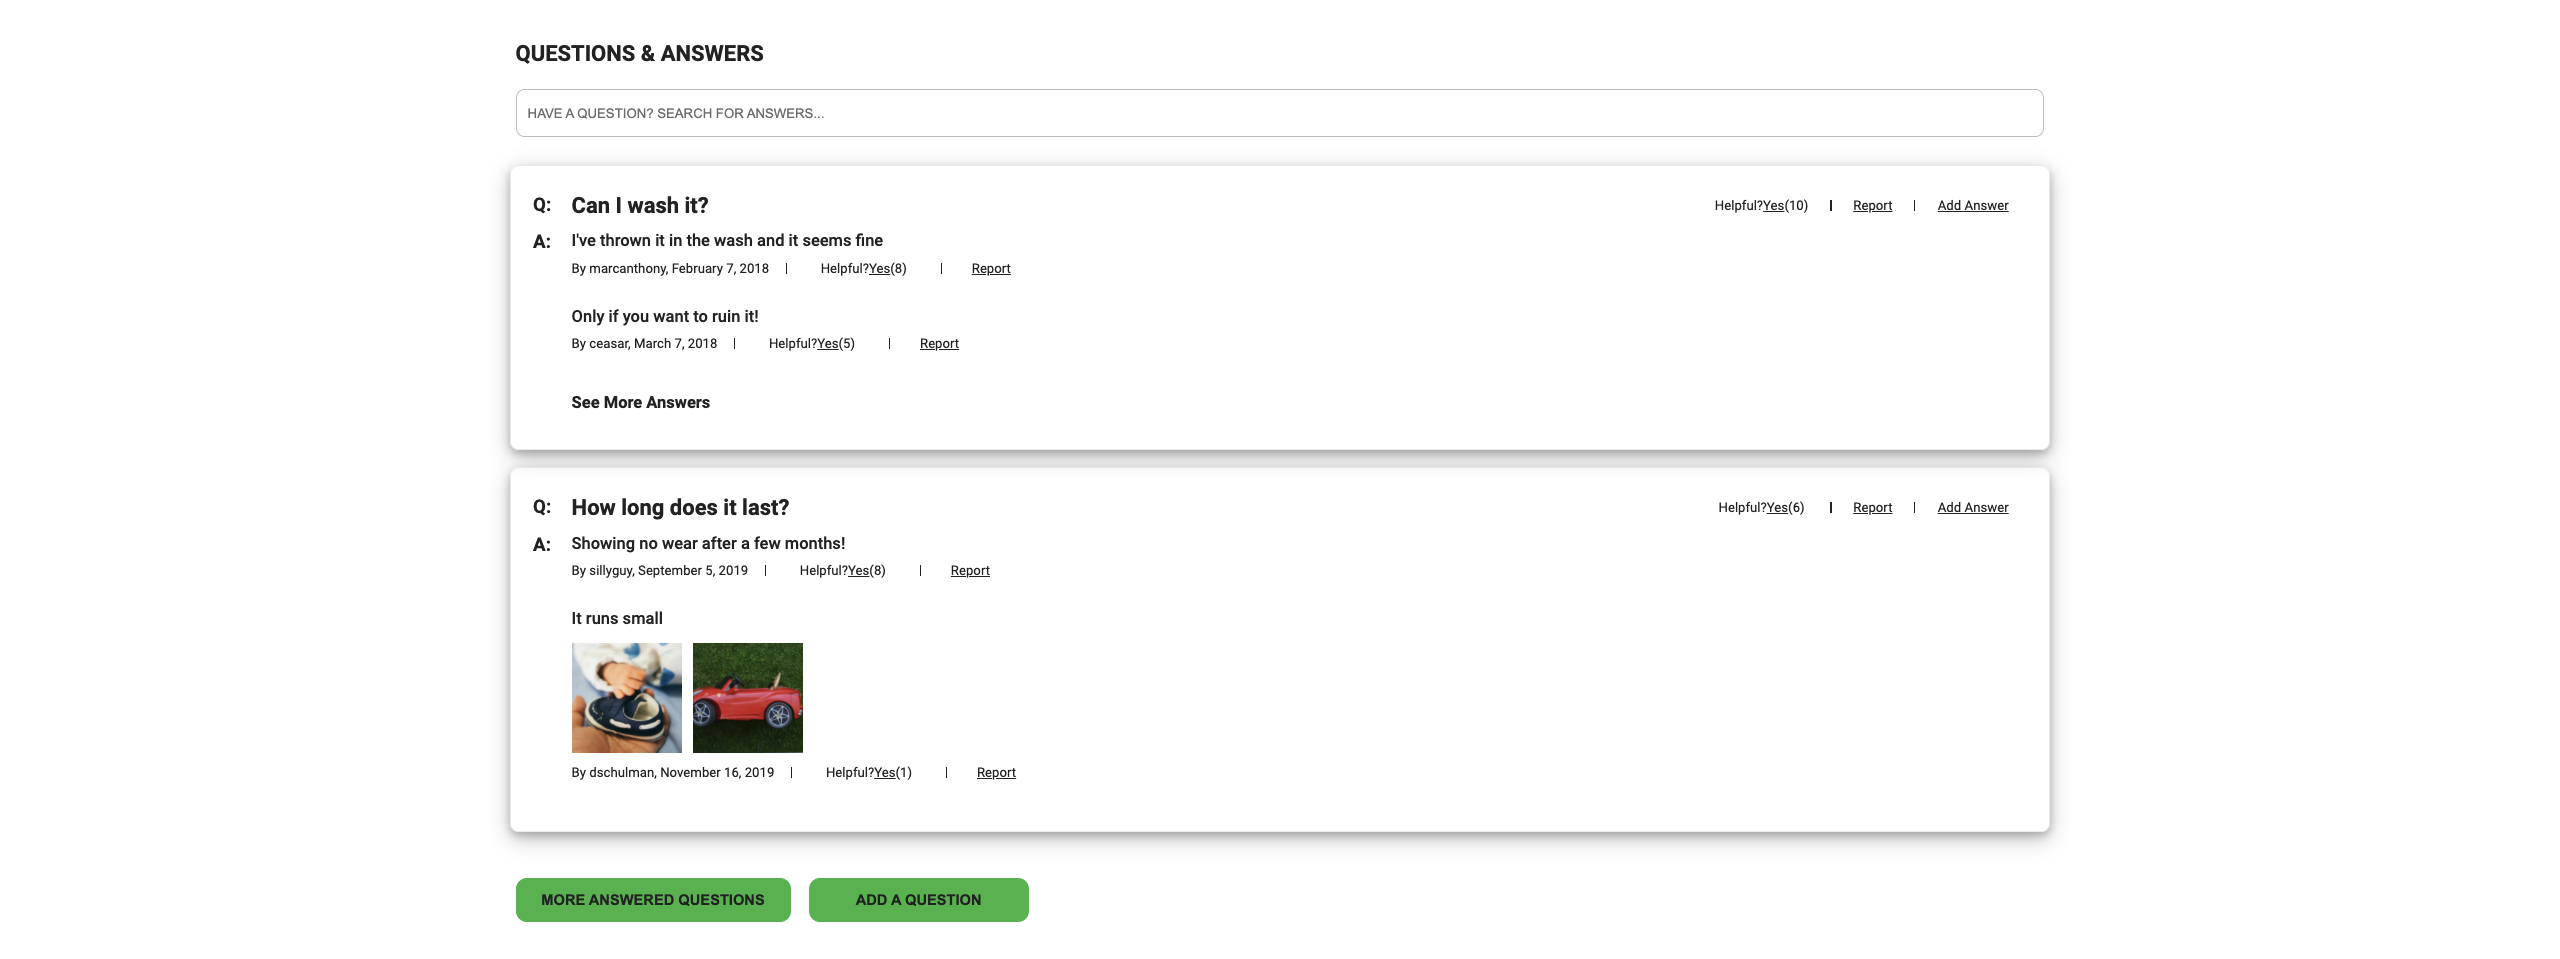 QUESTIONS & ANSWERS
HAVE A QUESTION? SEARCH FOR ANSWERS...
Q: Can I wash it? Helpful?Yes(10) | Report | Add Answer
A: I've thrown it in the wash and it seems fine
By marcanthony, February 7, 2018 | Helpful?Yes(8) | Report
Only if you want to ruin it!
By ceasar, March 7, 2018 | Helpful?Yes(5) | Report
See More Answers
Q: How long does it last? Helpful?Yes(6) | Report | Add Answer
A: Showing no wear after a few months!
By sillyguy, September 5, 2019 | Helpful?Yes(8) | Report
It runs small
By dschulman, November 16, 2019 | Helpful?Yes(1) | Report
MORE ANSWERED QUESTIONS ADD A QUESTION